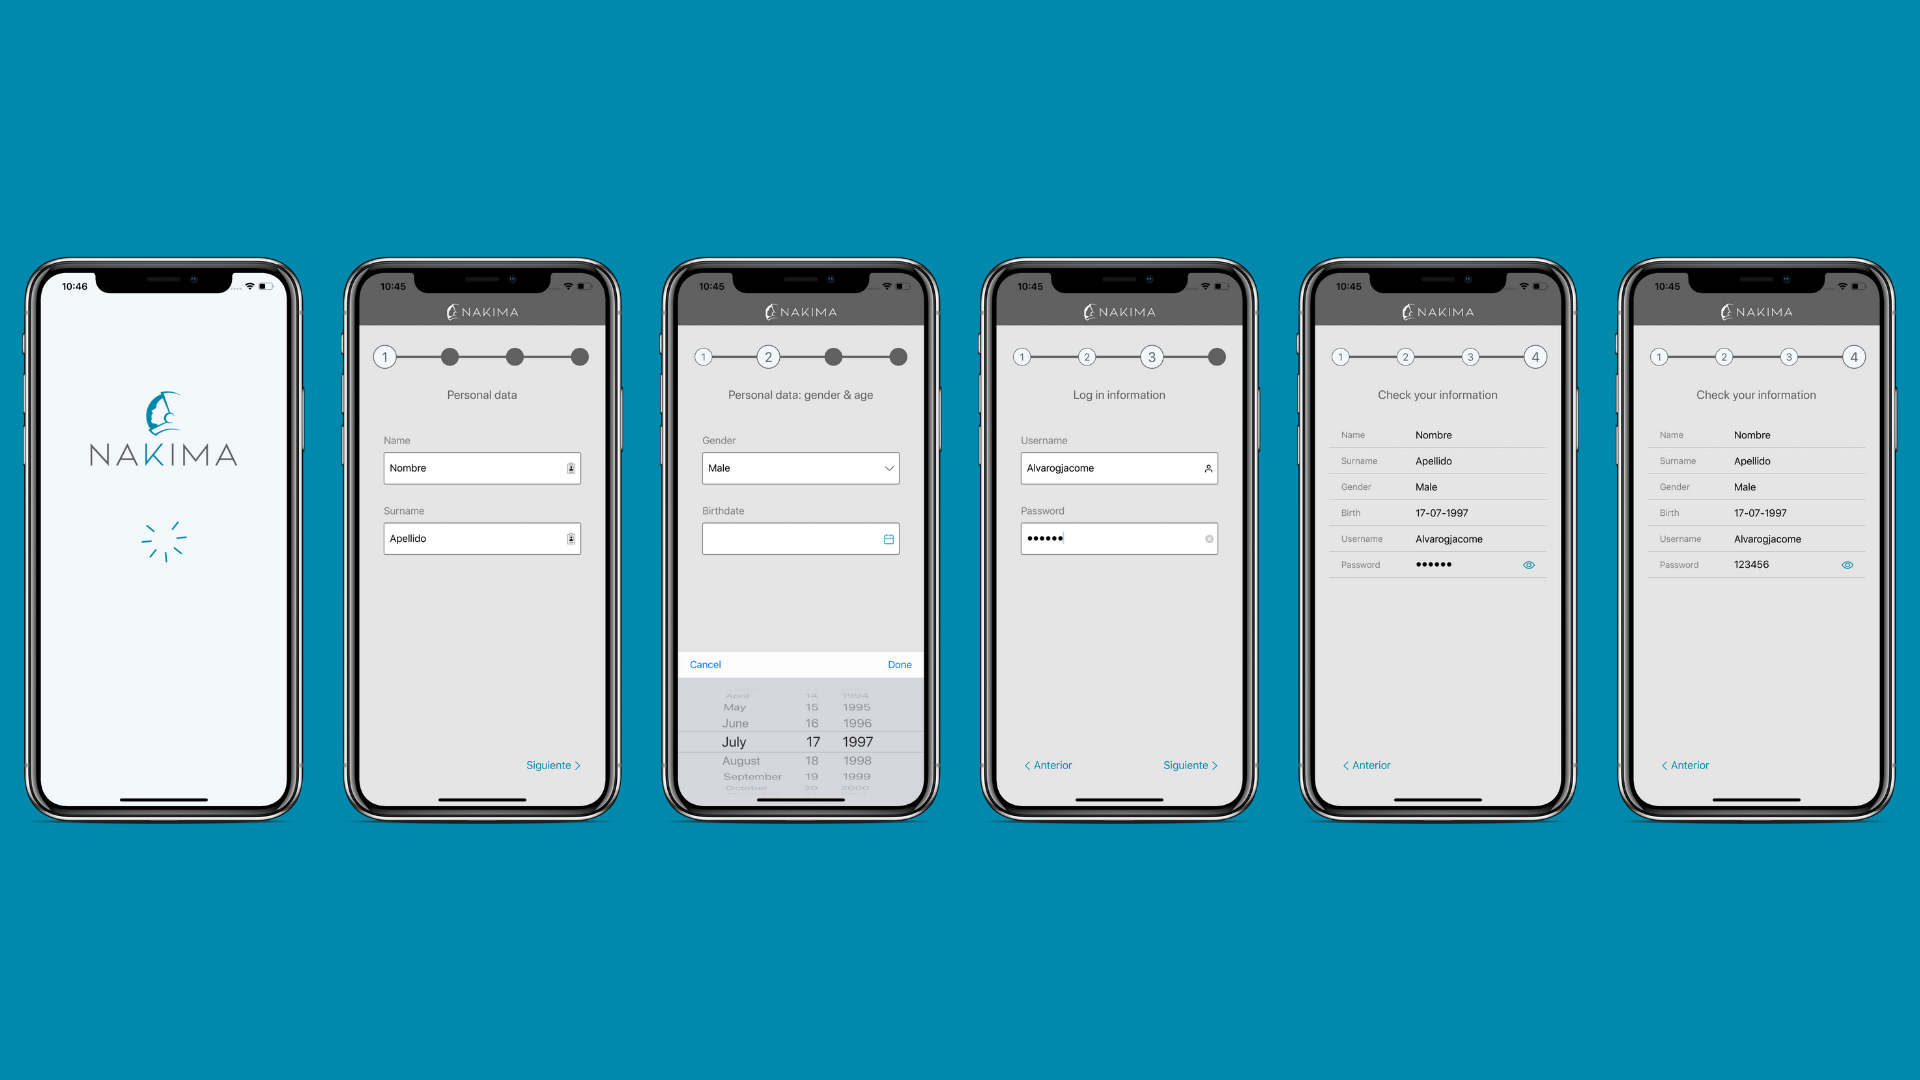 10:46
NAKIMA
10:45
NAKIMA
1
Personal data
Name
Nombre
Surname
Apellido
Siguiente >
10:45
NAKIMA
1 2
Personal data: gender & age
Gender
Male
Birthdate
Cancel Done
April 14 1994
May 15 1995
June 16 1996
July 17 1997
August 18 1998
September 19 1999
October 20 2000
10:45
NAKIMA
1 2 3
Log in information
Username
Alvarogjacome
Password
••••••
< Anterior Siguiente >
10:45
NAKIMA
1 2 3 4
Check your information
Name Nombre
Surname Apellido
Gender Male
Birth 17-07-1997
Username Alvarogjacome
Password ••••••
< Anterior
10:45
NAKIMA
1 2 3 4
Check your information
Name Nombre
Surname Apellido
Gender Male
Birth 17-07-1997
Username Alvarogjacome
Password 123456
< Anterior